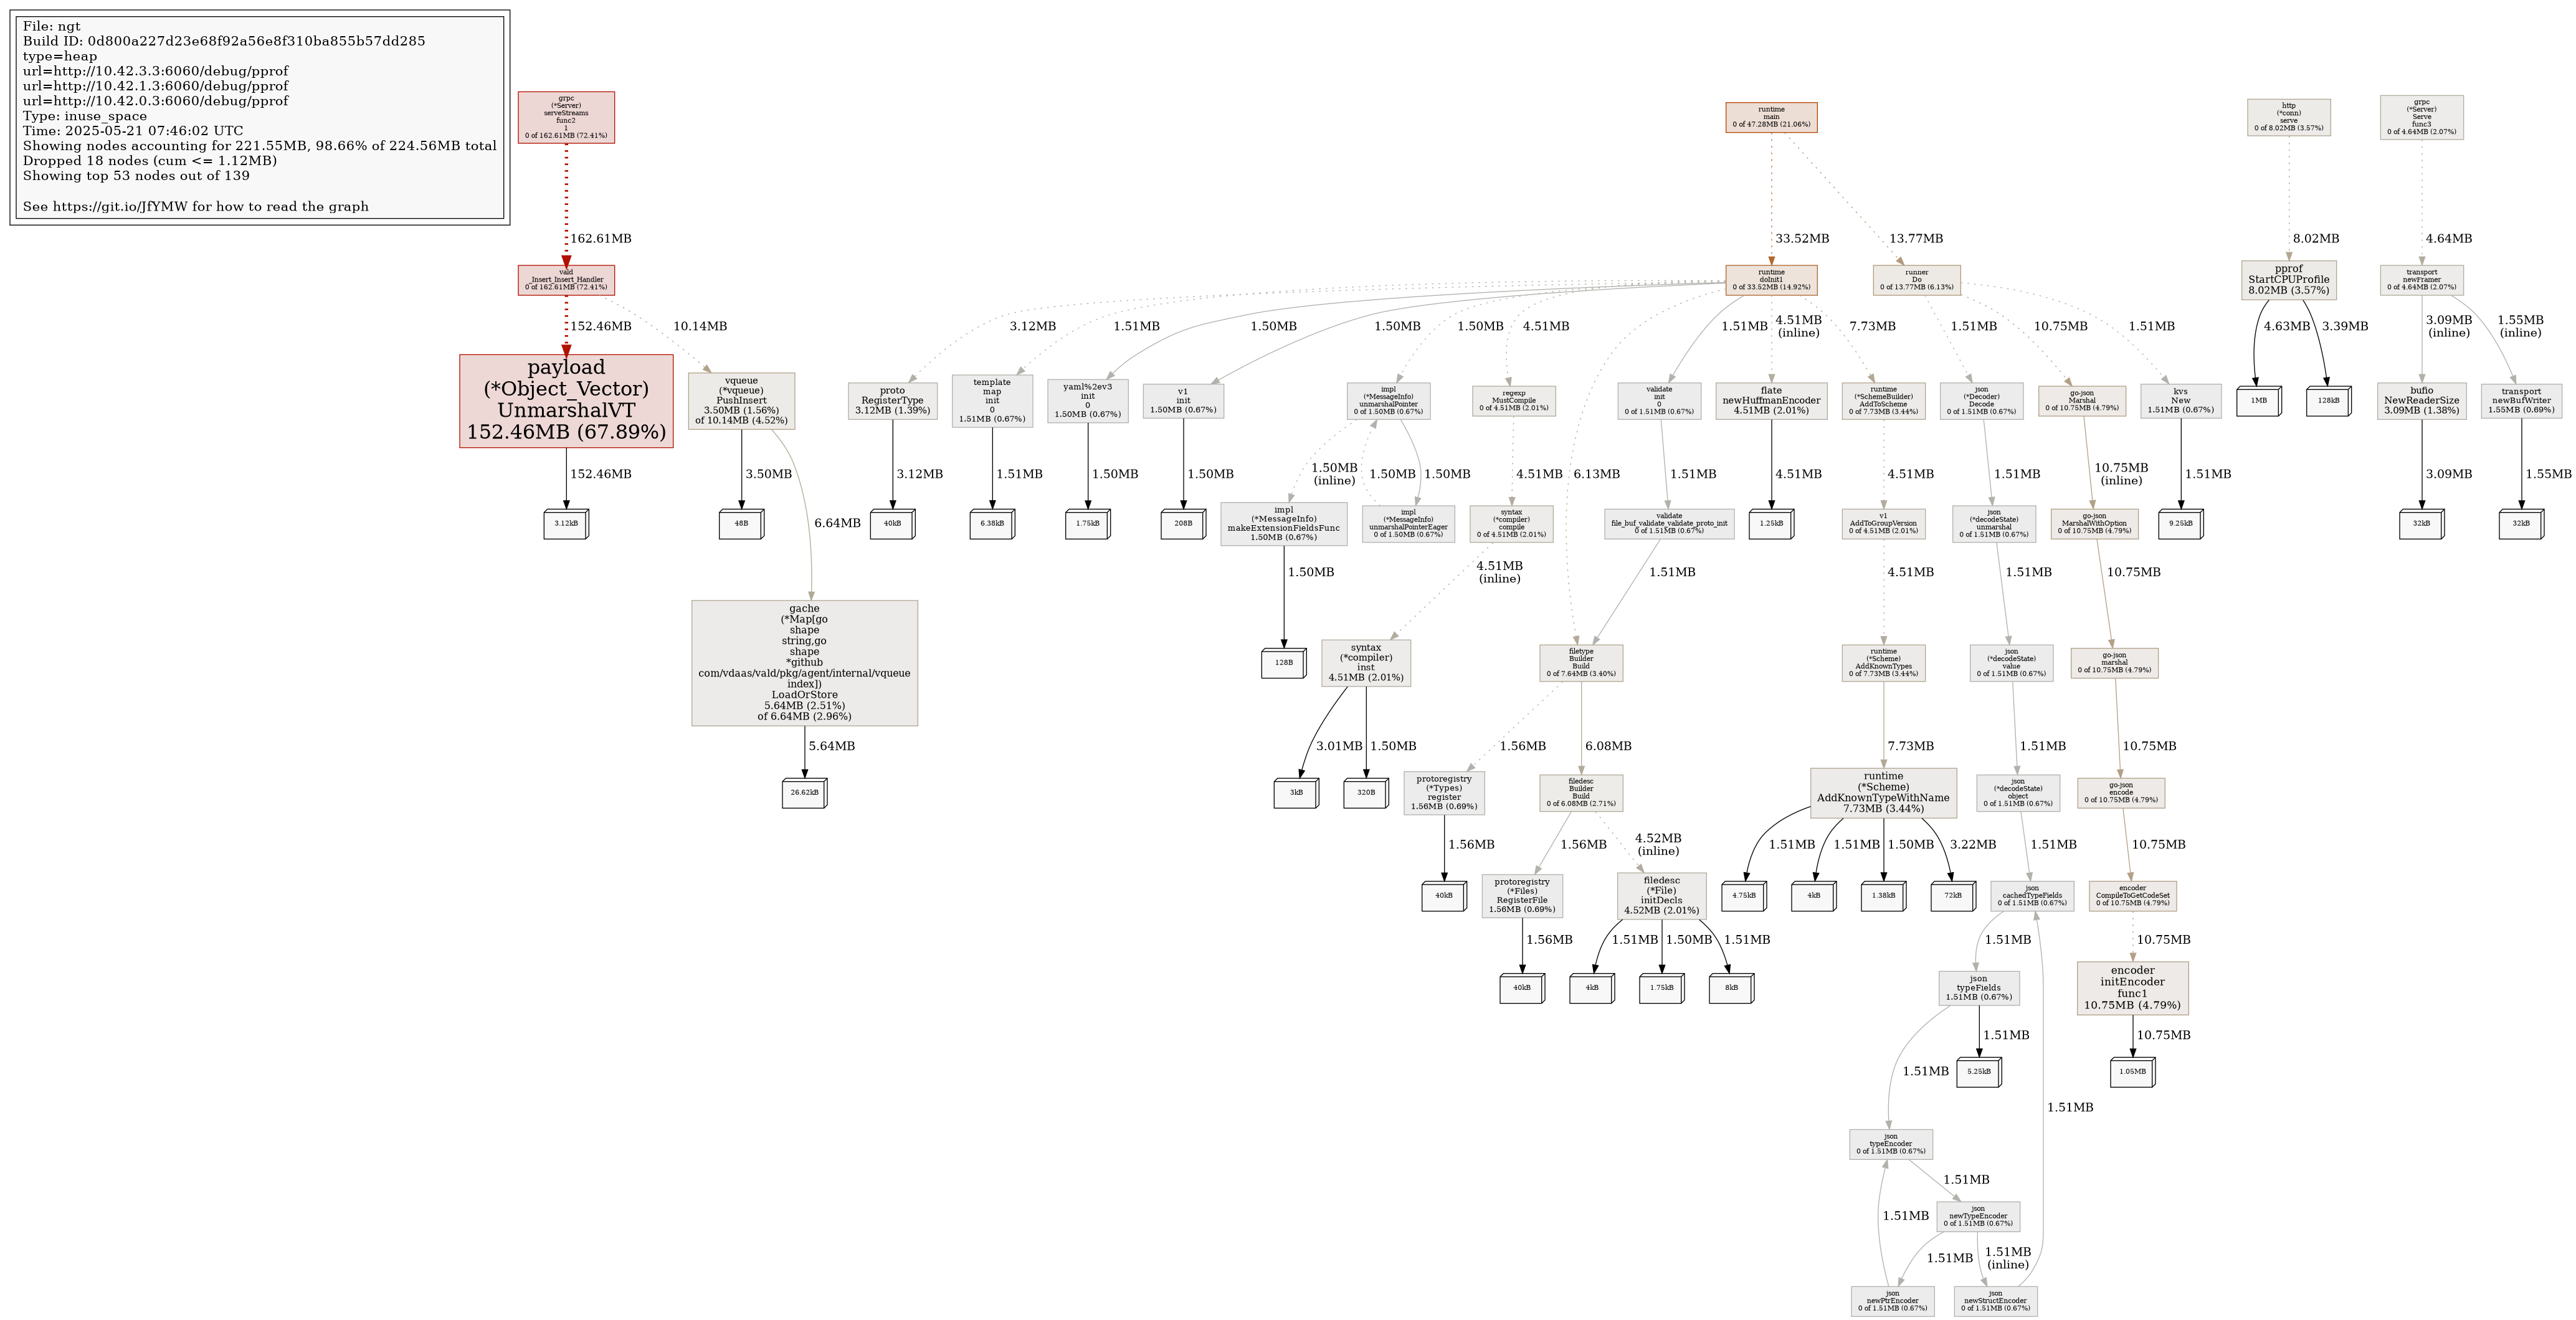 File: ngt
Build ID: 0d800a227d23e68f92a56e8f310ba855b57dd285
type=heap
url=http://10.42.3.3:6060/debug/pprof
url=http://10.42.1.3:6060/debug/pprof
url=http://10.42.0.3:6060/debug/pprof
Type: inuse_space
Time: 2025-05-21 07:46:02 UTC
Showing nodes accounting for 221.55MB, 98.66% of 224.56MB total
Dropped 18 nodes (cum <= 1.12MB)
Showing top 53 nodes out of 139
See https://git.io/JfYMW for how to read the graph
grpc
(*Server)
serveStreams
func2
1
0 of 162.61MB (72.41%)
runtime
main
0 of 47.28MB (21.06%)
http
(*conn)
serve
0 of 8.02MB (3.57%)
grpc
(*Server)
Serve
func3
0 of 4.64MB (2.07%)
162.61MB
33.52MB
13.77MB
8.02MB
4.64MB
vald
_Insert_Insert_Handler
0 of 162.61MB (72.41%)
runtime
doInit1
0 of 33.52MB (14.92%)
runner
Do
0 of 13.77MB (6.13%)
pprof
StartCPUProfile
8.02MB (3.57%)
transport
newFramer
0 of 4.64MB (2.07%)
152.46MB
10.14MB
3.12MB
1.51MB
1.50MB
1.50MB
1.50MB
4.51MB
1.51MB
4.51MB
(inline)
7.73MB
1.51MB
10.75MB
1.51MB
4.63MB
3.39MB
3.09MB
(inline)
1.55MB
(inline)
payload
(*Object_Vector)
UnmarshalVT
152.46MB (67.89%)
vqueue
(*vqueue)
PushInsert
3.50MB (1.56%)
of 10.14MB (4.52%)
proto
RegisterType
3.12MB (1.39%)
template
map
init
0
1.51MB (0.67%)
yaml%2ev3
init
0
1.50MB (0.67%)
v1
init
1.50MB (0.67%)
impl
(*MessageInfo)
unmarshalPointer
0 of 1.50MB (0.67%)
regexp
MustCompile
0 of 4.51MB (2.01%)
validate
init
0
0 of 1.51MB (0.67%)
flate
newHuffmanEncoder
4.51MB (2.01%)
runtime
(*SchemeBuilder)
AddToScheme
0 of 7.73MB (3.44%)
json
(*Decoder)
Decode
0 of 1.51MB (0.67%)
go-json
Marshal
0 of 10.75MB (4.79%)
kvs
New
1.51MB (0.67%)
1MB
128kB
bufio
NewReaderSize
3.09MB (1.38%)
transport
newBufWriter
1.55MB (0.69%)
152.46MB
3.50MB
6.64MB
3.12MB
1.51MB
1.50MB
1.50MB
1.50MB
(inline)
1.50MB
1.50MB
4.51MB
6.13MB
1.51MB
4.51MB
4.51MB
1.51MB
10.75MB
(inline)
1.51MB
3.09MB
1.55MB
3.12kB
48B
40kB
6.38kB
1.75kB
208B
impl
(*MessageInfo)
makeExtensionFieldsFunc
1.50MB (0.67%)
impl
(*MessageInfo)
unmarshalPointerEager
0 of 1.50MB (0.67%)
syntax
(*compiler)
compile
0 of 4.51MB (2.01%)
validate
file_buf_validate_validate_proto_init
0 of 1.51MB (0.67%)
1.25kB
v1
AddToGroupVersion
0 of 4.51MB (2.01%)
json
(*decodeState)
unmarshal
0 of 1.51MB (0.67%)
go-json
MarshalWithOption
0 of 10.75MB (4.79%)
9.25kB
32kB
32kB
1.50MB
4.51MB
(inline)
1.51MB
4.51MB
1.51MB
10.75MB
gache
(*Map[go
shape
string,go
shape
*github
com/vdaas/vald/pkg/agent/internal/vqueue
index])
LoadOrStore
5.64MB (2.51%)
of 6.64MB (2.96%)
128B
syntax
(*compiler)
inst
4.51MB (2.01%)
filetype
Builder
Build
0 of 7.64MB (3.40%)
runtime
(*Scheme)
AddKnownTypes
0 of 7.73MB (3.44%)
json
(*decodeState)
value
0 of 1.51MB (0.67%)
go-json
marshal
0 of 10.75MB (4.79%)
5.64MB
3.01MB
1.50MB
1.56MB
6.08MB
7.73MB
1.51MB
10.75MB
26.62kB
3kB
320B
protoregistry
(*Types)
register
1.56MB (0.69%)
filedesc
Builder
Build
0 of 6.08MB (2.71%)
runtime
(*Scheme)
AddKnownTypeWithName
7.73MB (3.44%)
json
(*decodeState)
object
0 of 1.51MB (0.67%)
go-json
encode
0 of 10.75MB (4.79%)
1.56MB
1.56MB
4.52MB
(inline)
1.51MB
1.51MB
1.50MB
3.22MB
1.51MB
10.75MB
40kB
protoregistry
(*Files)
RegisterFile
1.56MB (0.69%)
filedesc
(*File)
initDecls
4.52MB (2.01%)
4.75kB
4kB
1.38kB
72kB
json
cachedTypeFields
0 of 1.51MB (0.67%)
encoder
CompileToGetCodeSet
0 of 10.75MB (4.79%)
1.56MB
1.51MB
1.50MB
1.51MB
1.51MB
10.75MB
40kB
4kB
1.75kB
8kB
json
typeFields
1.51MB (0.67%)
encoder
initEncoder
func1
10.75MB (4.79%)
1.51MB
1.51MB
10.75MB
5.25kB
1.05MB
1.51MB
json
typeEncoder
0 of 1.51MB (0.67%)
1.51MB
1.51MB
json
newTypeEncoder
0 of 1.51MB (0.67%)
1.51MB
1.51MB
(inline)
json
newPtrEncoder
0 of 1.51MB (0.67%)
json
newStructEncoder
0 of 1.51MB (0.67%)